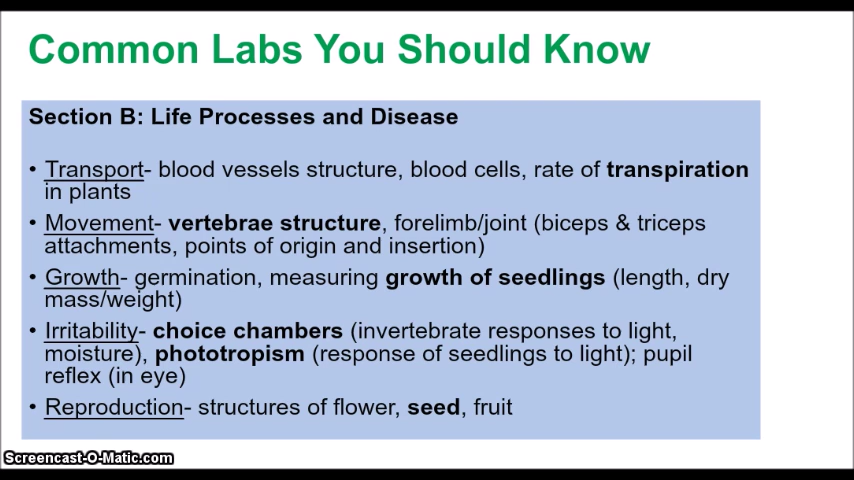 Common Labs You Should Know
Section B: Life Processes and Disease
• Transport- blood vessels structure, blood cells, rate of transpiration
in plants
• Movement- vertebrae structure, forelimb/joint (biceps & triceps
attachments, points of origin and insertion)
• Growth- germination, measuring growth of seedlings (length, dry
mass/weight)
• Irritability- choice chambers (invertebrate responses to light,
moisture), phototropism (response of seedlings to light); pupil
reflex (in eye)
• Reproduction- structures of flower, seed, fruit
Screencast-O-Matic.com